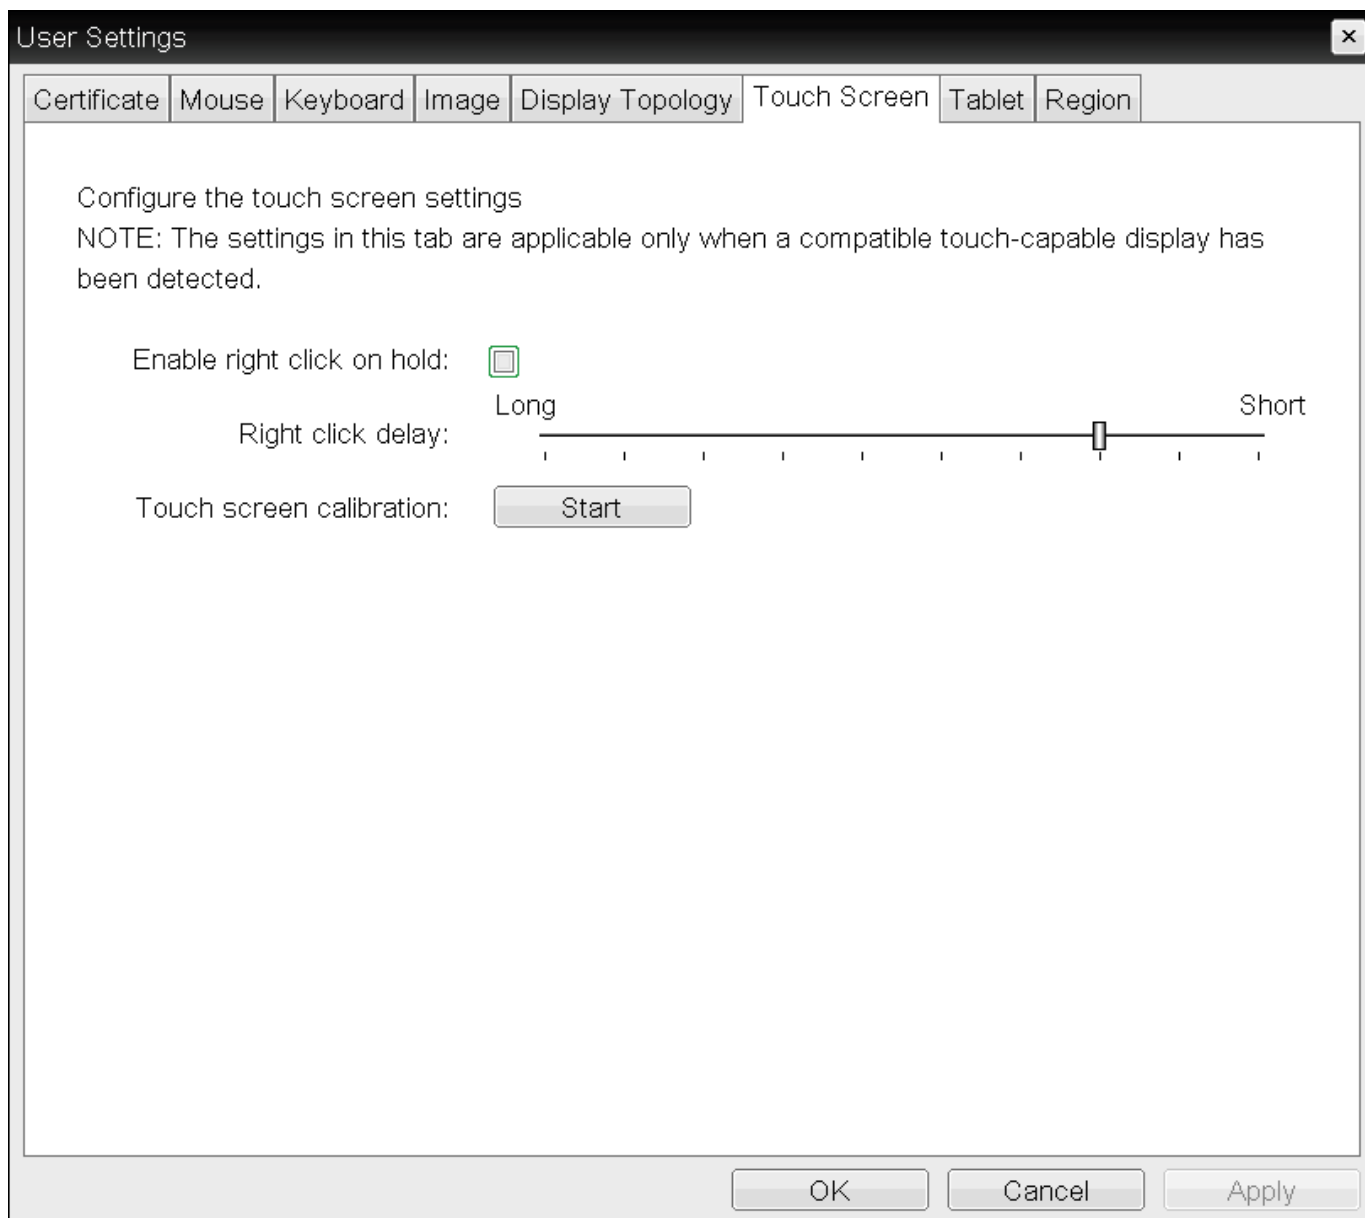 User Settings
Certificate Mouse Keyboard Image Display Topology Touch Screen Tablet Region
Configure the touch screen settings
NOTE: The settings in this tab are applicable only when a compatible touch-capable display has
been detected.
Enable right click on hold:
Long Short
Right click delay:
Touch screen calibration: Start
OK Cancel Apply